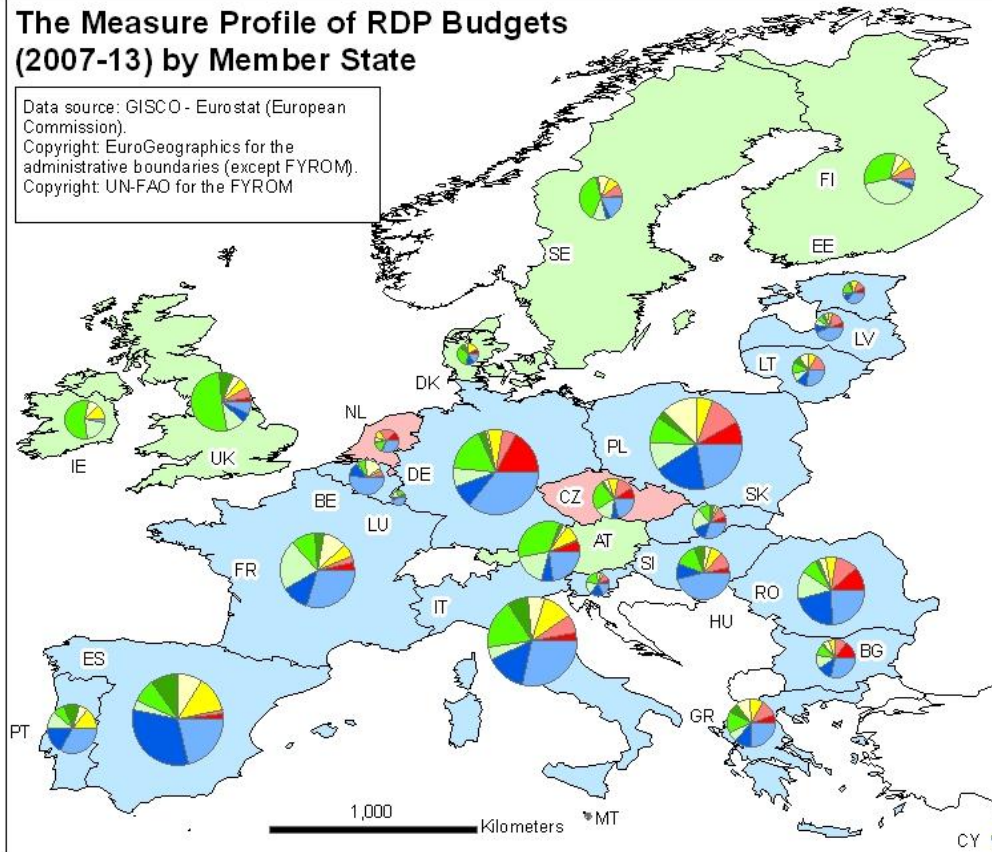 The Measure Profile of RDP Budgets
(2007-13) by Member State
Data source: GISCO - Eurostat (European
Commission).
Copyright: EuroGeographics for the
administrative boundaries (except FYROM).
Copyright: UN-FAO for the FYROM
FI
SE
EE
LV
LT
DK
NL
IE
UK
PL
DE
BE
CZ
SK
LU
AT
FR
SI
RO
IT
HU
ES
BG
GR
PT
1,000
Kilometers
MT
CY